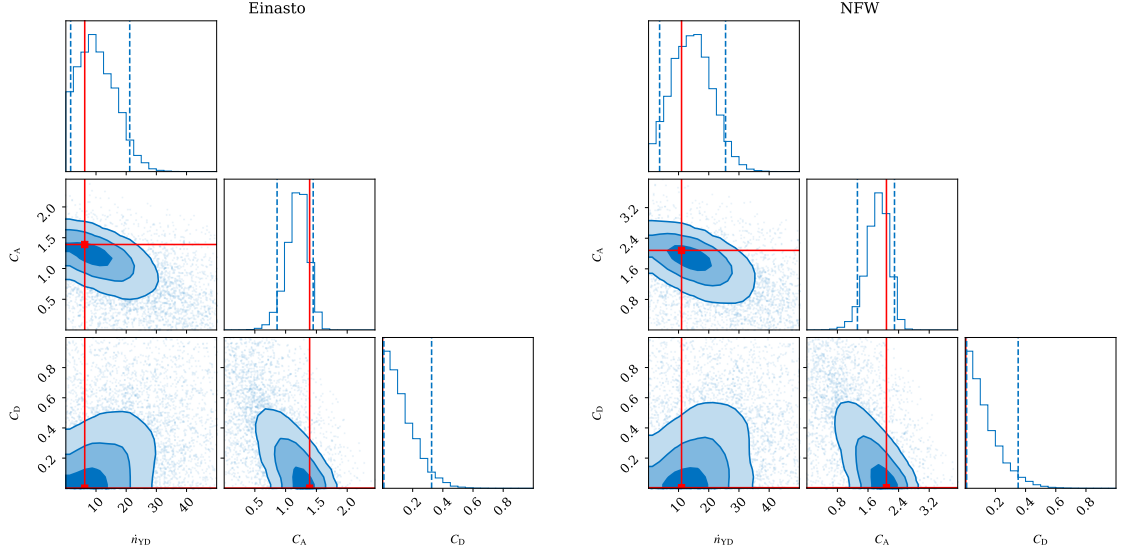 Einasto NFW
2.0 3.2
1.5 2.4
1.0 1.6
0.5 0.8
C_A C_A
0.8 0.8
0.6 0.6
0.4 0.4
0.2 0.2
C_D C_D
10 20 30 40 0.5 1.0 1.5 2.0 0.2 0.4 0.6 0.8 10 20 30 40 0.8 1.6 2.4 3.2 0.2 0.4 0.6 0.8
ṅ_YD C_A C_D ṅ_YD C_A C_D